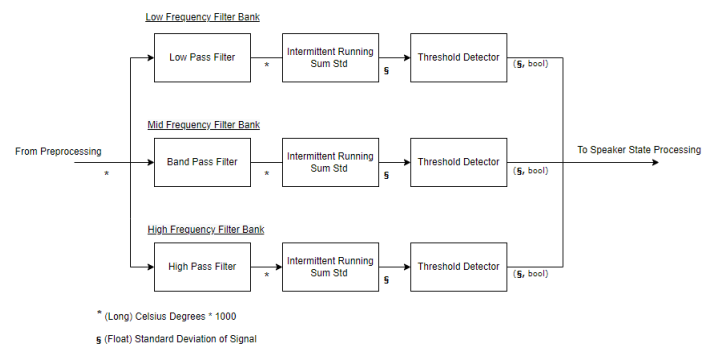 Low Frequency Filter Bank
Low Pass Filter
*
Intermittent Running
Sum Std
§
Threshold Detector
(§, bool)
Mid Frequency Filter Bank
From Preprocessing
*
Band Pass Filter
*
Intermittent Running
Sum Std
§
Threshold Detector
(§, bool)
To Speaker State Processing
High Frequency Filter Bank
High Pass Filter
*
Intermittent Running
Sum Std
§
Threshold Detector
(§, bool)
* (Long) Celsius Degrees * 1000
§ (Float) Standard Deviation of Signal